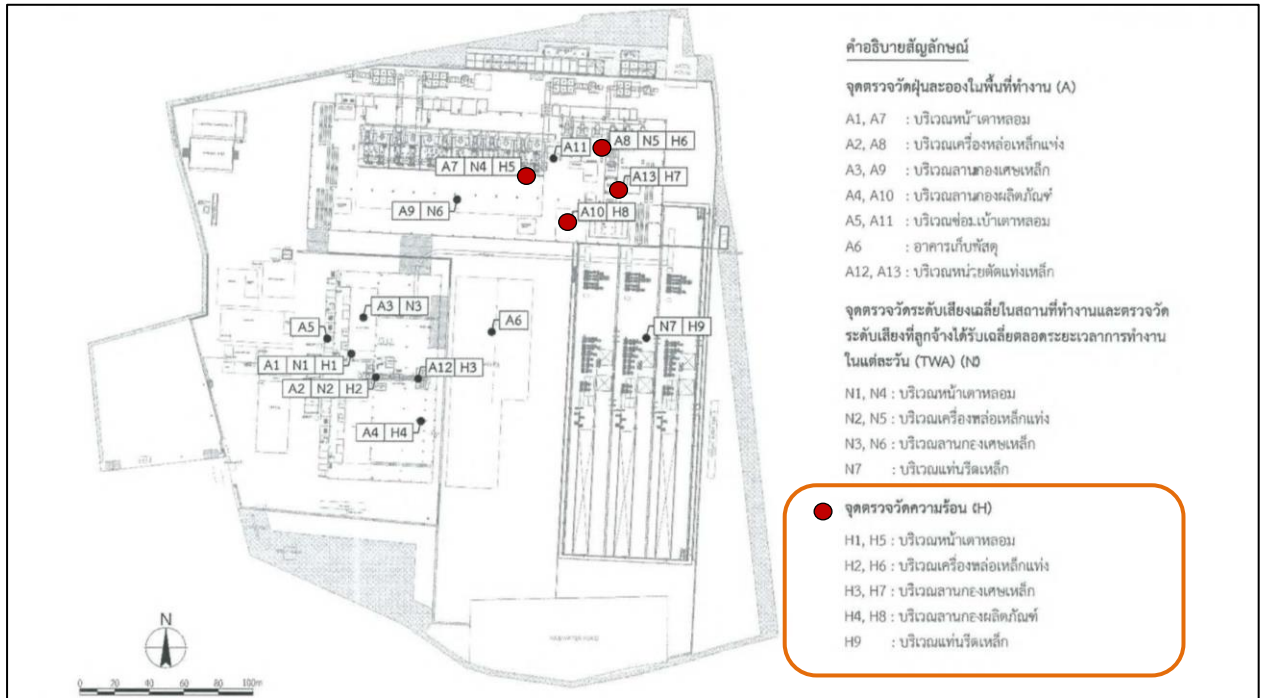 A11
A8 N5 H6
A7 N4 H5
A13 H7
A9 N6
A10 H8
A3 N3
A5
A6
N7 H9
A1 N1 H1
A12 H3
A2 N2 H2
A4 H4
N
0 20 40 60 80 100m
คำอธิบายสัญลักษณ์
จุดตรวจวัดฝุ่นละอองในพื้นที่ทำงาน (A)
A1, A7 : บริเวณหน้าเตาหลอม
A2, A8 : บริเวณเครื่องหล่อเหล็กแท่ง
A3, A9 : บริเวณลานกองเศษเหล็ก
A4, A10 : บริเวณลานกองผลิตภัณฑ์
A5, A11 : บริเวณซ่อมเบ้าเตาหลอม
A6 : อาคารเก็บพัสดุ
A12, A13 : บริเวณหน่วยตัดแท่งเหล็ก
จุดตรวจวัดระดับเสียงเฉลี่ยในสถานที่ทำงานและตรวจวัด
ระดับเสียงที่ลูกจ้างได้รับเฉลี่ยตลอดระยะเวลาการทำงาน
ในแต่ละวัน (TWA) (N)
N1, N4 : บริเวณหน้าเตาหลอม
N2, N5 : บริเวณเครื่องหล่อเหล็กแท่ง
N3, N6 : บริเวณลานกองเศษเหล็ก
N7 : บริเวณแท่นรีดเหล็ก
จุดตรวจวัดความร้อน (H)
H1, H5 : บริเวณหน้าเตาหลอม
H2, H6 : บริเวณเครื่องหล่อเหล็กแท่ง
H3, H7 : บริเวณลานกองเศษเหล็ก
H4, H8 : บริเวณลานกองผลิตภัณฑ์
H9 : บริเวณแท่นรีดเหล็ก